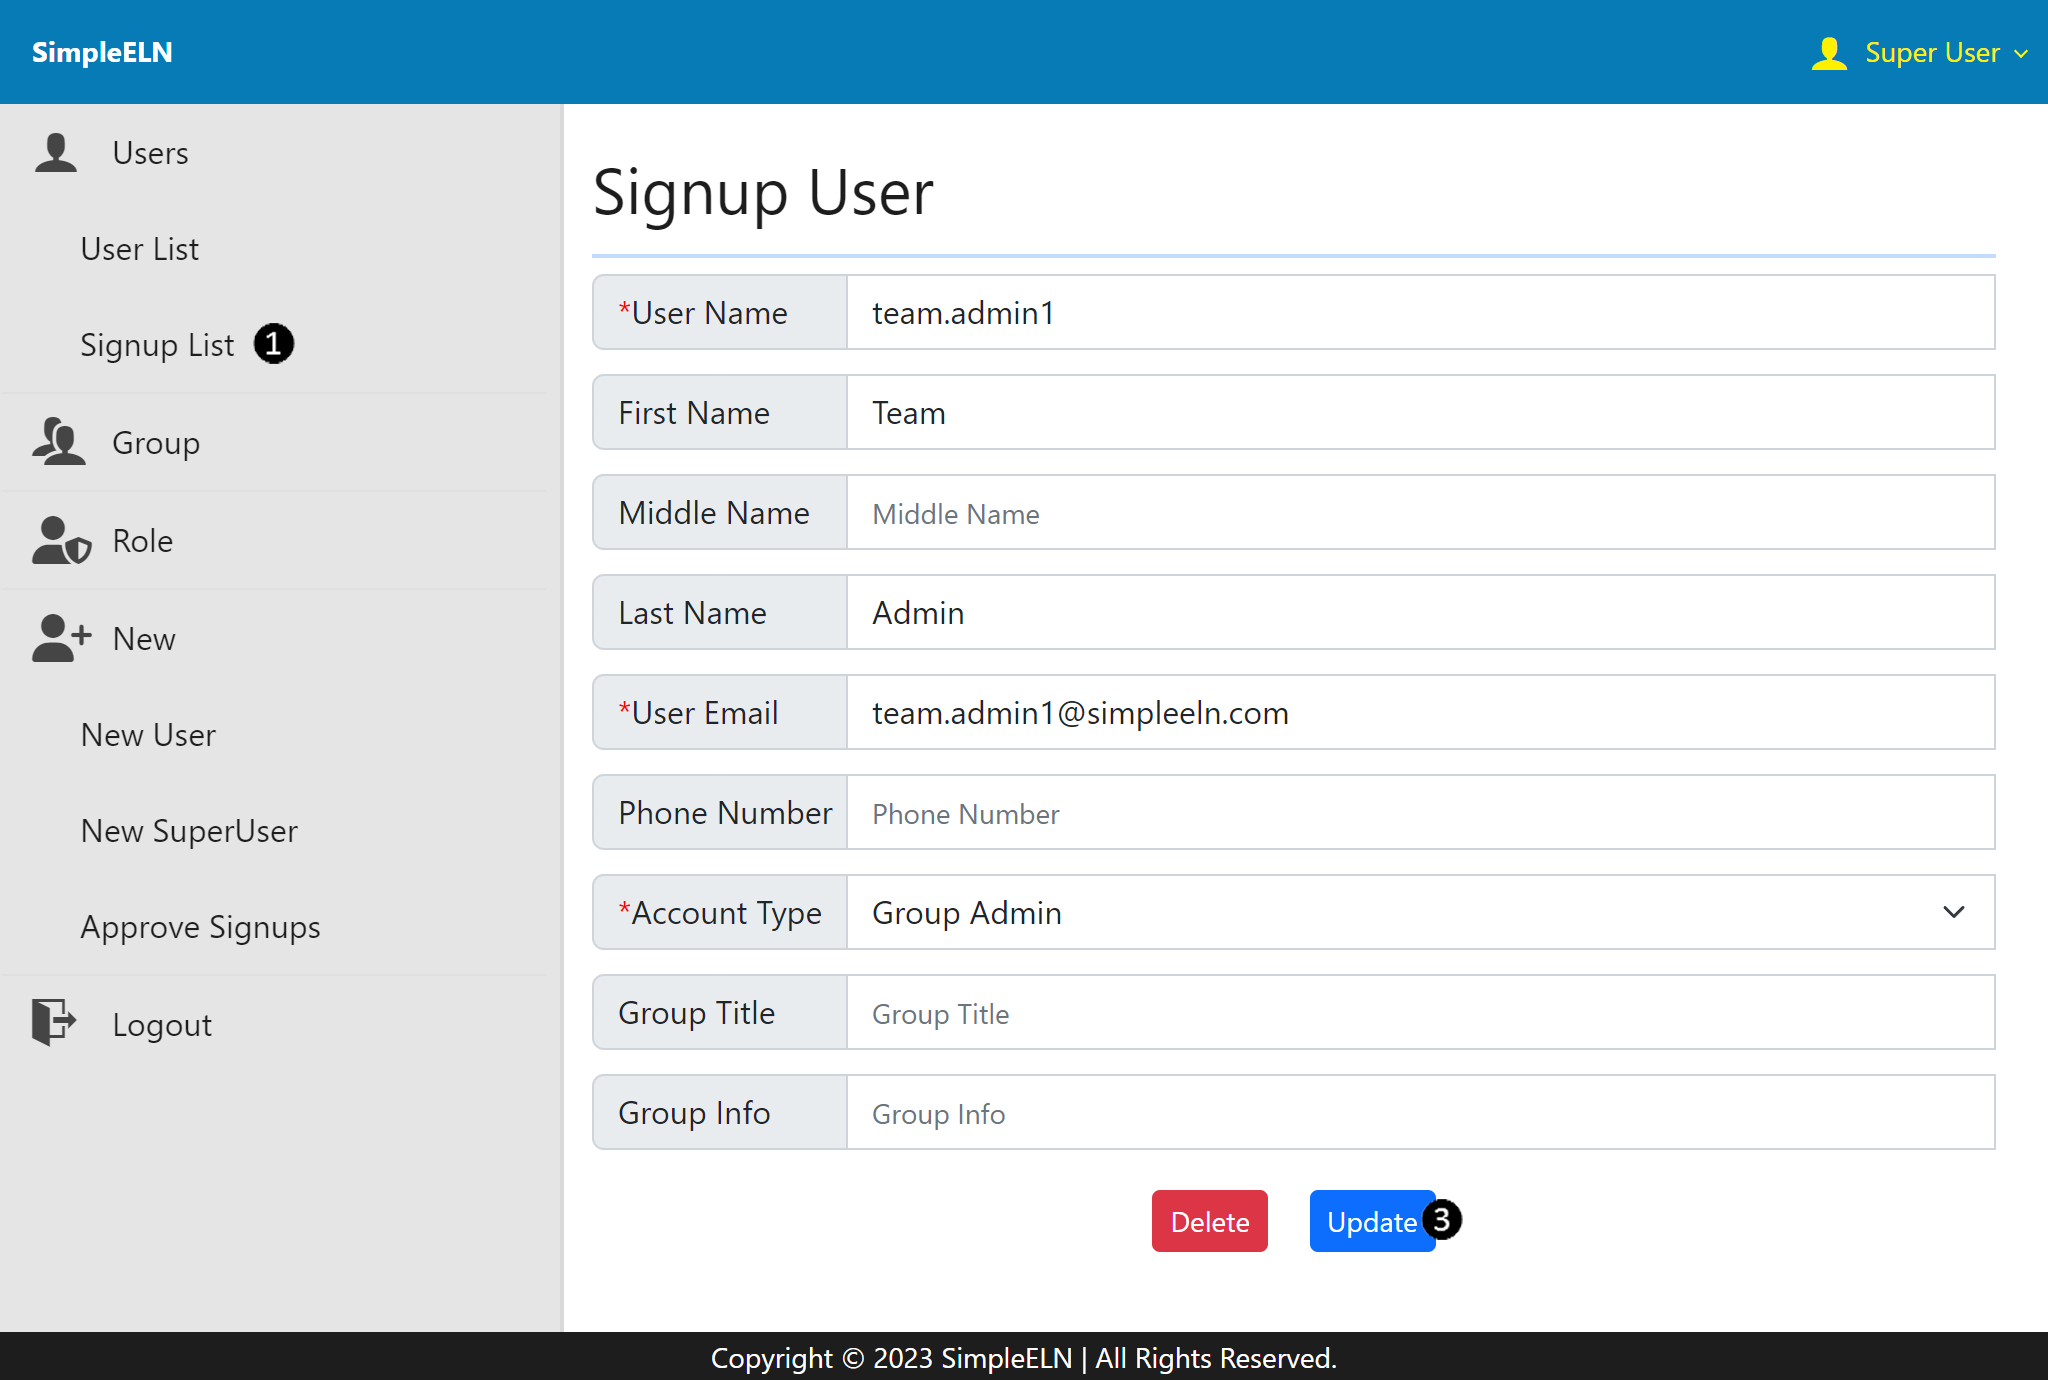 SimpleELN
Super User
Users
User List
Signup List 1
Group
Role
New
New User
New SuperUser
Approve Signups
Logout
Signup User
*User Name team.admin1
First Name Team
Middle Name Middle Name
Last Name Admin
*User Email team.admin1@simpleeln.com
Phone Number Phone Number
*Account Type Group Admin
Group Title Group Title
Group Info Group Info
Delete Update 3
Copyright © 2023 SimpleELN | All Rights Reserved.